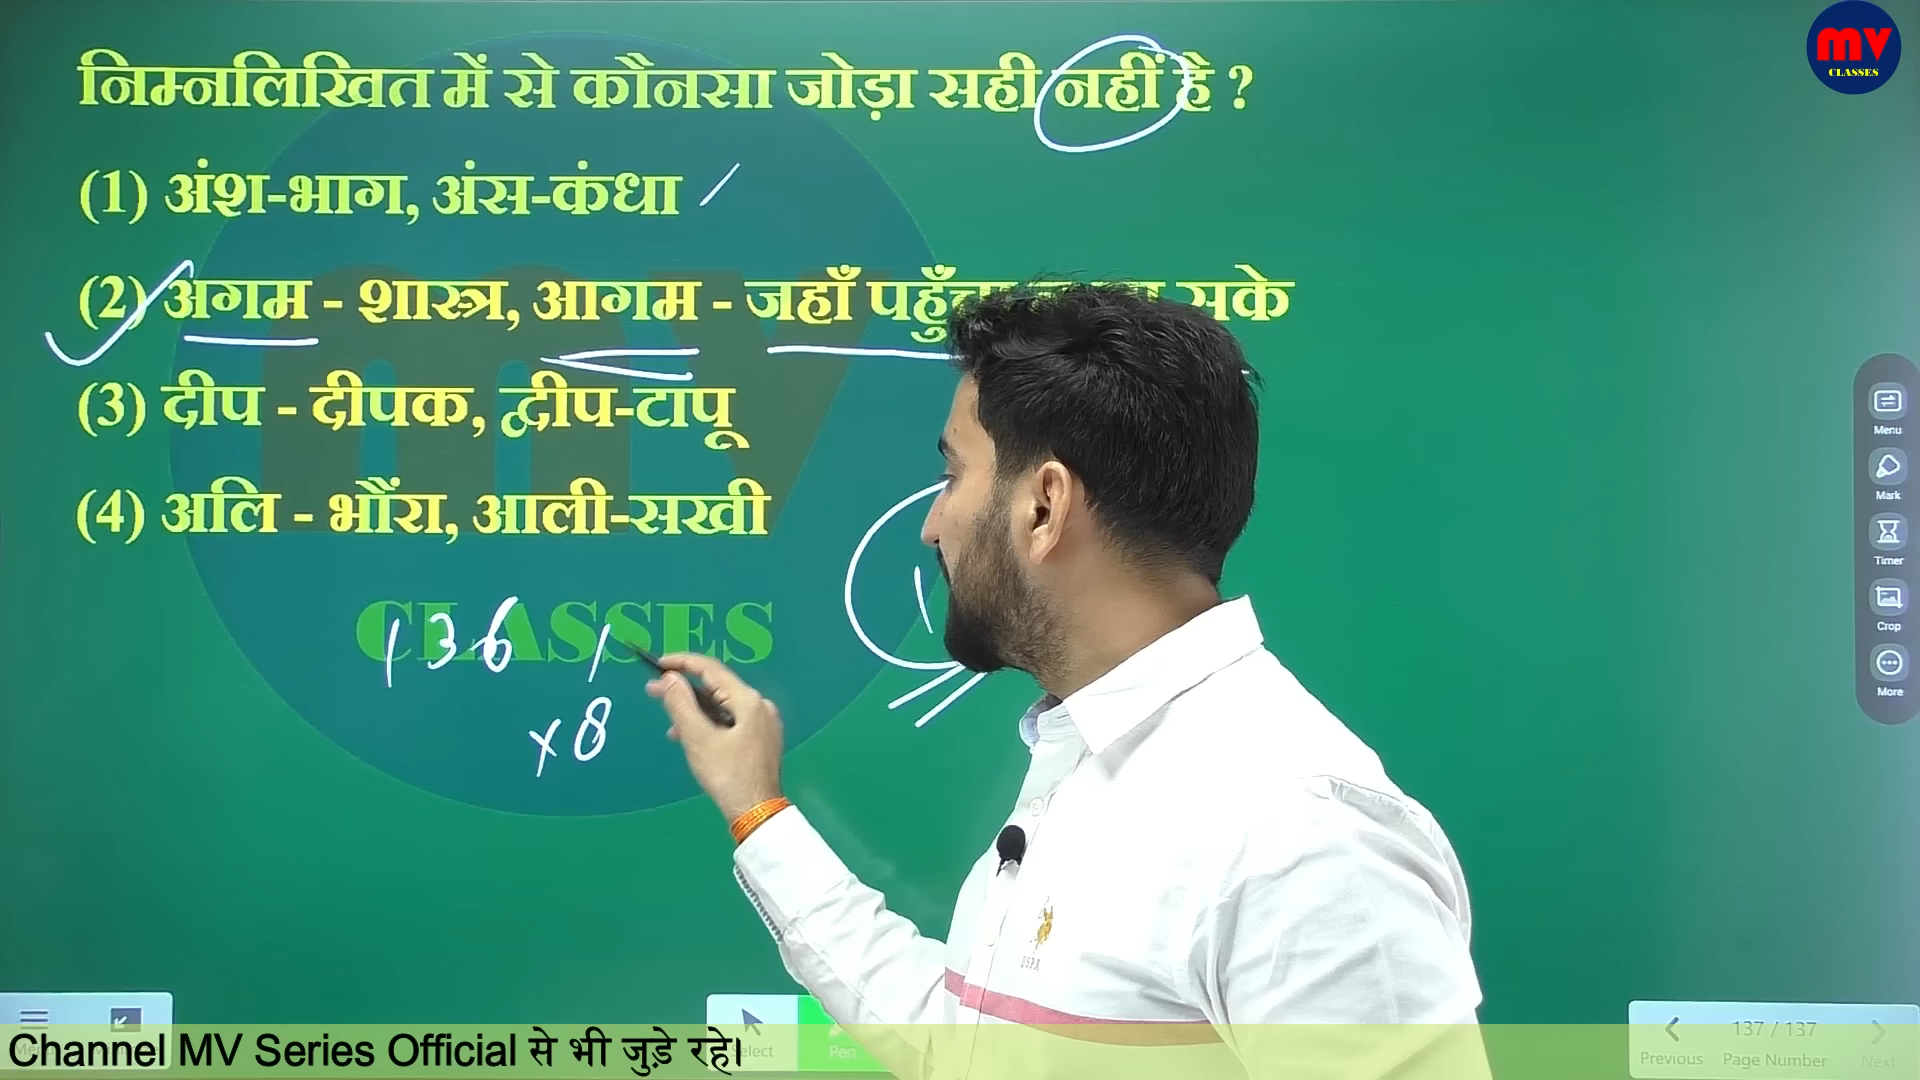 MV
CLASSES
निम्नलिखित में से कौनसा जोड़ा सही नहीं है ?
(1) अंश-भाग, अंस-कंधा
(2) अगम - शास्त्र, आगम - जहाँ सके
(3) दीप - दीपक, द्वीप-टापू
(4) अलि - भौंरा, आली-सखी
CLASSES
136 1
x8
Menu
Mark
Timer
Crop
More
USPA
Select
Pen
137 / 137
Previous Page Number Next
Channel MV Series Official से भी जुड़े रहे।